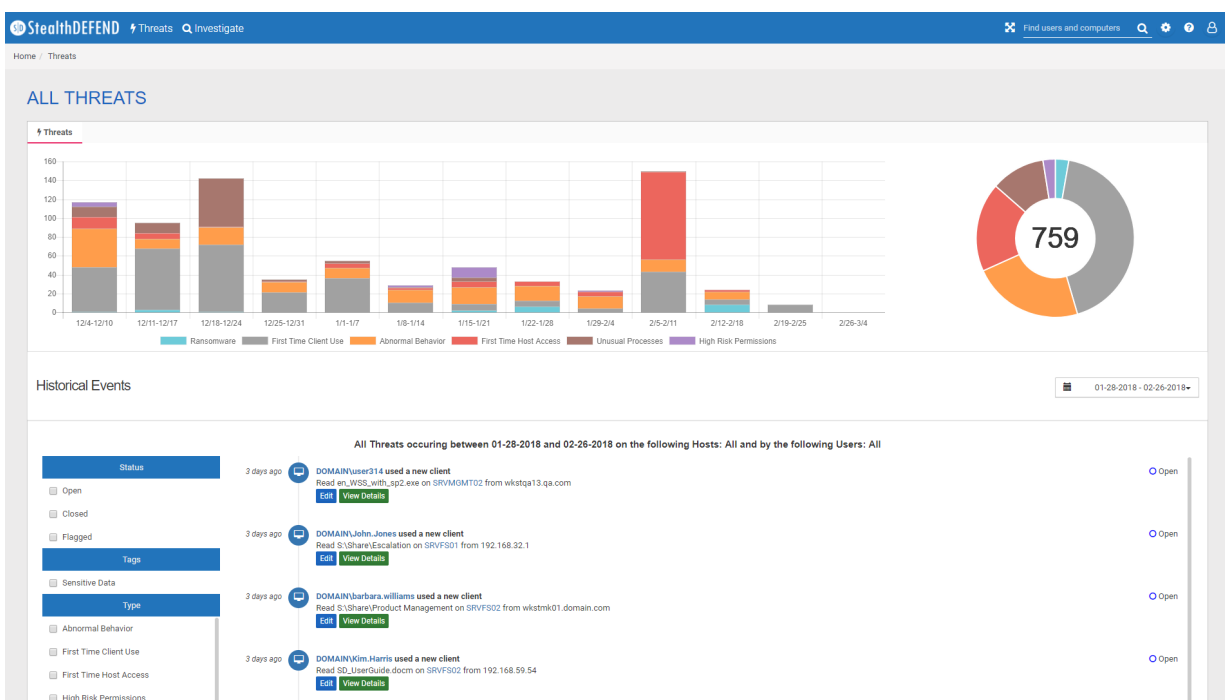 SD StealthDEFEND Threats Investigate Find users and computers
Home / Threats
ALL THREATS
Threats
160
140
120
100
80
60
40
20
0
12/4-12/10 12/11-12/17 12/18-12/24 12/25-12/31 1/1-1/7 1/8-1/14 1/15-1/21 1/22-1/28 1/29-2/4 2/5-2/11 2/12-2/18 2/19-2/25 2/26-3/4
Ransomware First Time Client Use Abnormal Behavior First Time Host Access Unusual Processes High Risk Permissions
759
Historical Events
01-28-2018 - 02-26-2018
All Threats occuring between 01-28-2018 and 02-26-2018 on the following Hosts: All and by the following Users: All
Status
Open
Closed
Flagged
Tags
Sensitive Data
Type
Abnormal Behavior
First Time Client Use
First Time Host Access
High Risk Permissions
3 days ago DOMAIN\user314 used a new client Open
Read en_WSS_with_sp2.exe on SRVMGMT02 from wkstqa13.qa.com
Edit View Details
3 days ago DOMAIN\John.Jones used a new client Open
Read S:\Share\Escalation on SRVFS01 from 192.168.32.1
Edit View Details
3 days ago DOMAIN\barbara.williams used a new client Open
Read S:\Share\Product Management on SRVFS02 from wkstmk01.domain.com
Edit View Details
3 days ago DOMAIN\Kim.Harris used a new client Open
Read SD_UserGuide.docm on SRVFS02 from 192.168.59.54
Edit View Details